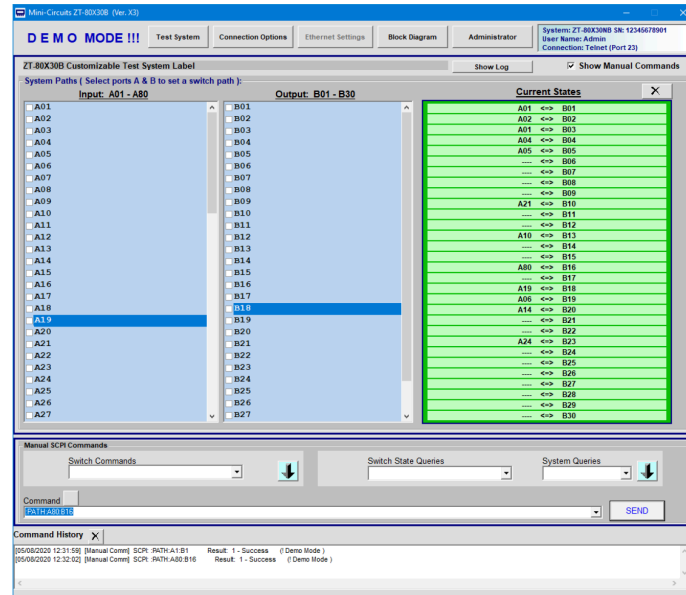 Mini-Circuits ZT-80X30B (Ver. X3)
DEMO MODE !!!
Test System
Connection Options
Ethernet Settings
Block Diagram
Administrator
System: ZT-80X30NB SN: 12345678901
User Name: Admin
Connection: Telnet (Port 23)
ZT-80X30B Customizable Test System Label
Show Log
Show Manual Commands
System Paths ( Select ports A & B to set a switch path ):
Input: A01 - A80
Output: B01 - B30
Current States
X
A01
A02
A03
A04
A05
A06
A07
A08
A09
A10
A11
A12
A13
A14
A15
A16
A17
A18
A19
A20
A21
A22
A23
A24
A25
A26
A27
B01
B02
B03
B04
B05
B06
B07
B08
B09
B10
B11
B12
B13
B14
B15
B16
B17
B18
B19
B20
B21
B22
B23
B24
B25
B26
B27
A01 <=> B01
A02 <=> B02
A01 <=> B03
A04 <=> B04
A05 <=> B05
---- <=> B06
---- <=> B07
---- <=> B08
---- <=> B09
A21 <=> B10
---- <=> B11
---- <=> B12
A10 <=> B13
---- <=> B14
---- <=> B15
A80 <=> B16
---- <=> B17
A19 <=> B18
A06 <=> B19
A14 <=> B20
---- <=> B21
---- <=> B22
A24 <=> B23
---- <=> B24
---- <=> B25
---- <=> B26
---- <=> B27
---- <=> B28
---- <=> B29
---- <=> B30
Manual SCPI Commands
Switch Commands
Switch State Queries
System Queries
Command
:PATH:A80:B16
SEND
Command History
X
[05/08/2020 12:31:59] [Manual Comm] SCPI: :PATH:A1:B1 Result: 1 - Success (! Demo Mode )
[05/08/2020 12:32:02] [Manual Comm] SCPI: :PATH:A80:B16 Result: 1 - Success (! Demo Mode )